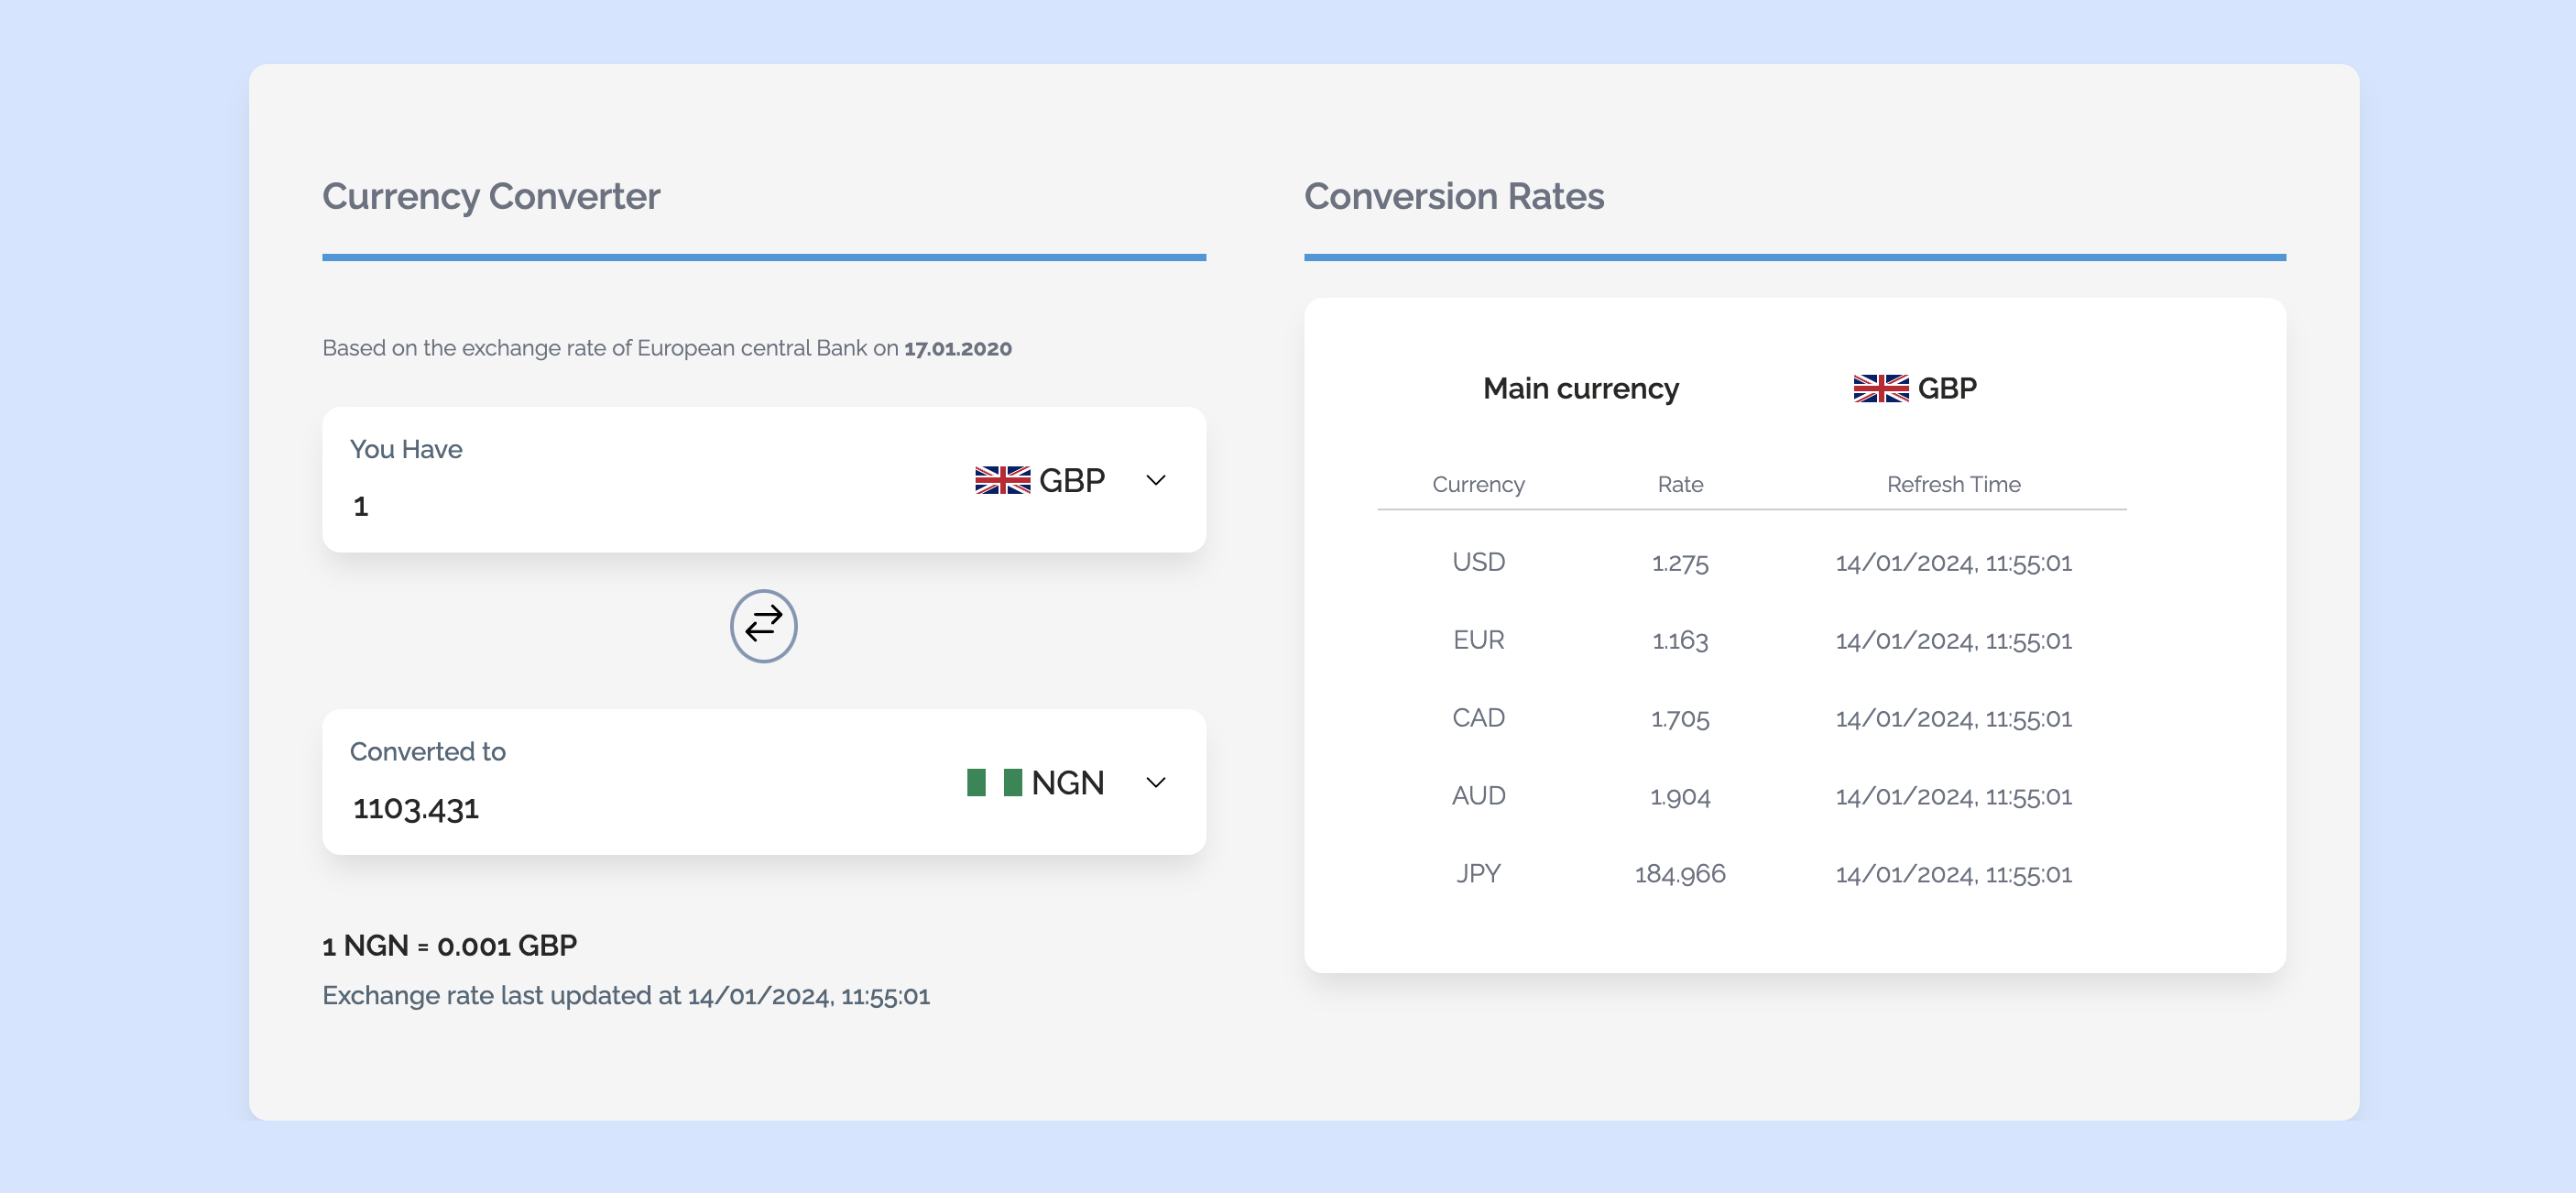 Currency Converter
Based on the exchange rate of European central Bank on 17.01.2020
You Have
1
GBP
Converted to
1103.431
NGN
1 NGN = 0.001 GBP
Exchange rate last updated at 14/01/2024, 11:55:01
Conversion Rates
Main currency GBP
Currency Rate Refresh Time
USD 1.275 14/01/2024, 11:55:01
EUR 1.163 14/01/2024, 11:55:01
CAD 1.705 14/01/2024, 11:55:01
AUD 1.904 14/01/2024, 11:55:01
JPY 184.966 14/01/2024, 11:55:01